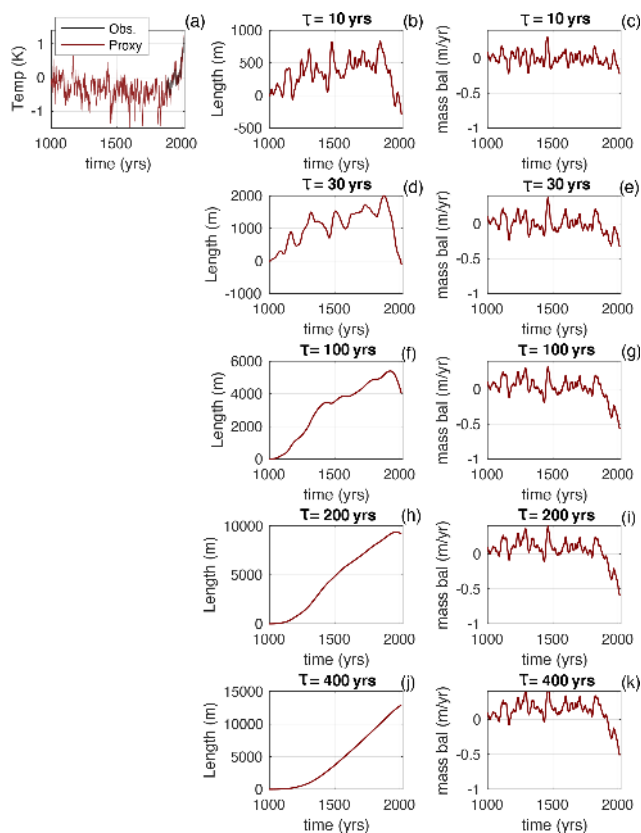 (a)
Obs.
Proxy
Temp (K)
1
0
-1
1000 1500 2000
time (yrs)
τ = 10 yrs (b)
Length (m)
1000
500
0
-500
1000 1500 2000
time (yrs)
τ = 10 yrs (c)
mass bal (m/yr)
0
-0.5
-1
1000 1500 2000
time (yrs)
τ = 30 yrs
(d)
Length (m)
2000
1000
0
-1000
1000 1500 2000
time (yrs)
τ = 30 yrs
(e)
mass bal (m/yr)
0
-0.5
-1
1000 1500 2000
time (yrs)
τ = 100 yrs
(f)
Length (m)
6000
4000
2000
0
1000 1500 2000
time (yrs)
τ = 100 yrs
(g)
mass bal (m/yr)
0
-0.5
-1
1000 1500 2000
time (yrs)
τ = 200 yrs (h)
Length (m)
10000
5000
0
1000 1500 2000
time (yrs)
τ = 200 yrs (i)
mass bal (m/yr)
0
-0.5
-1
1000 1500 2000
time (yrs)
τ = 400 yrs (j)
Length (m)
15000
10000
5000
0
1000 1500 2000
time (yrs)
τ = 400 yrs (k)
mass bal (m/yr)
0
-0.5
-1
1000 1500 2000
time (yrs)